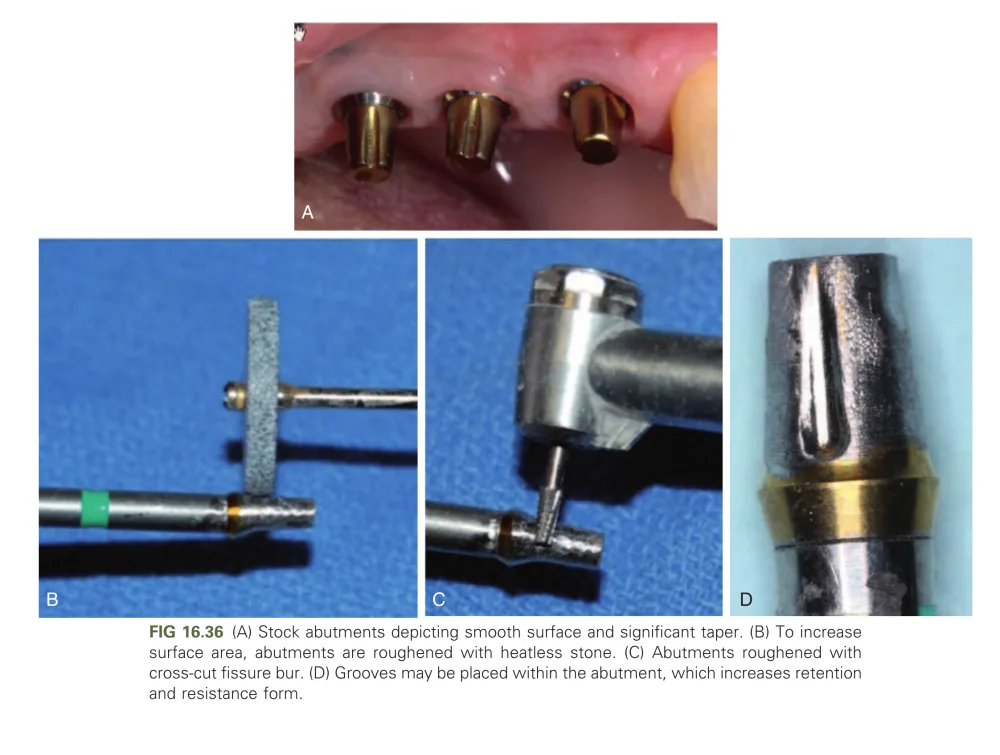 A
B
C
D
FIG 16.36 (A) Stock abutments depicting smooth surface and significant taper. (B) To increase
surface area, abutments are roughened with heatless stone. (C) Abutments roughened with
cross-cut fissure bur. (D) Grooves may be placed within the abutment, which increases retention
and resistance form.